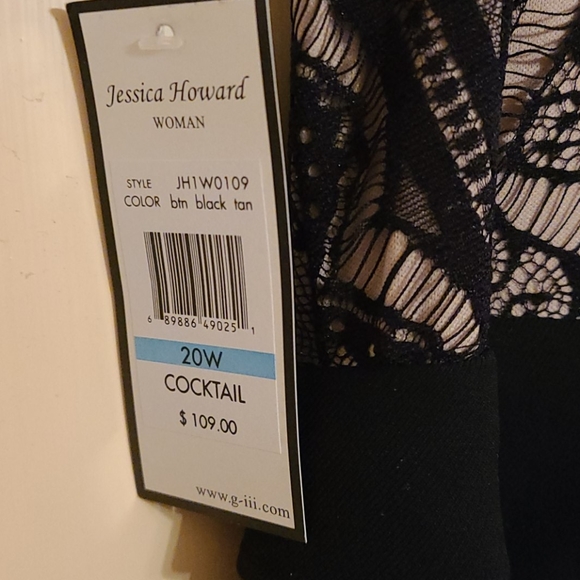 Jessica Howard
WOMAN
STYLE JH1W0109
COLOR btn black tan
6 89886 49025 1
20W
COCKTAIL
$ 109.00
www.g-iii.com